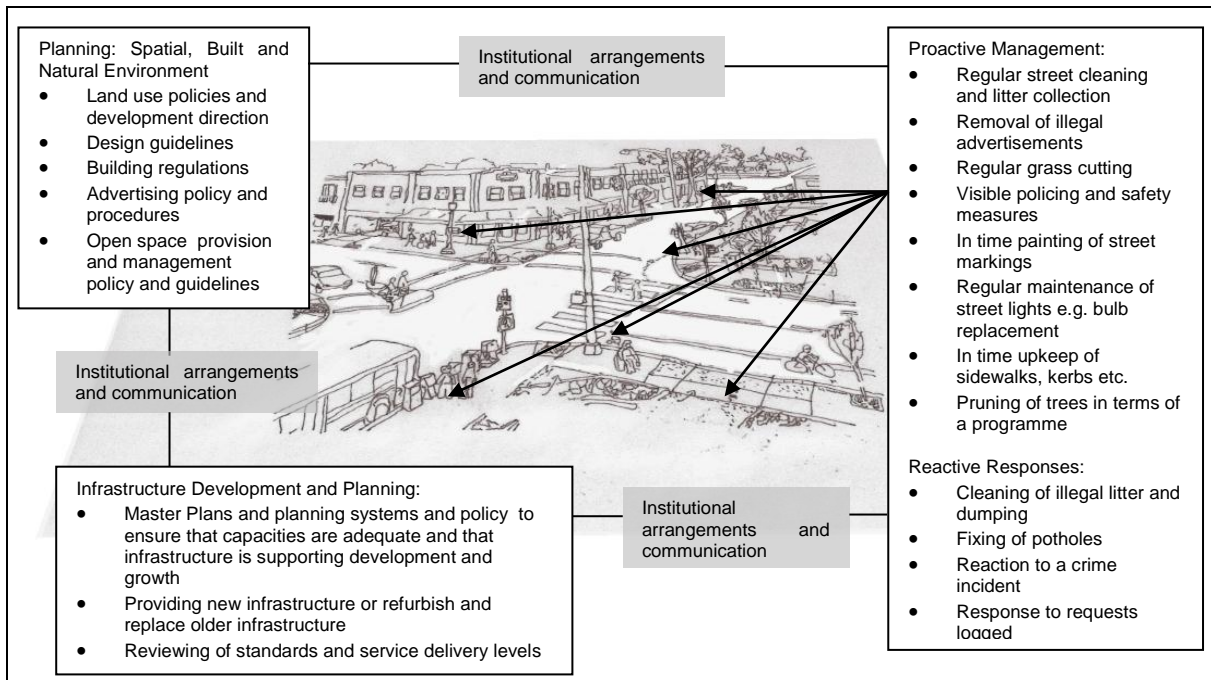 Planning: Spatial, Built and
Natural Environment
• Land use policies and
development direction
• Design guidelines
• Building regulations
• Advertising policy and
procedures
• Open space provision
and management
policy and guidelines
Institutional arrangements
and communication
Proactive Management:
• Regular street cleaning
and litter collection
• Removal of illegal
advertisements
• Regular grass cutting
• Visible policing and safety
measures
• In time painting of street
markings
• Regular maintenance of
street lights e.g. bulb
replacement
• In time upkeep of
sidewalks, kerbs etc.
• Pruning of trees in terms of
a programme
Reactive Responses:
• Cleaning of illegal litter and
dumping
• Fixing of potholes
• Reaction to a crime
incident
• Response to requests
logged
Institutional arrangements
and communication
Infrastructure Development and Planning:
• Master Plans and planning systems and policy to
ensure that capacities are adequate and that
infrastructure is supporting development and
growth
• Providing new infrastructure or refurbish and
replace older infrastructure
• Reviewing of standards and service delivery levels
Institutional
arrangements and
communication